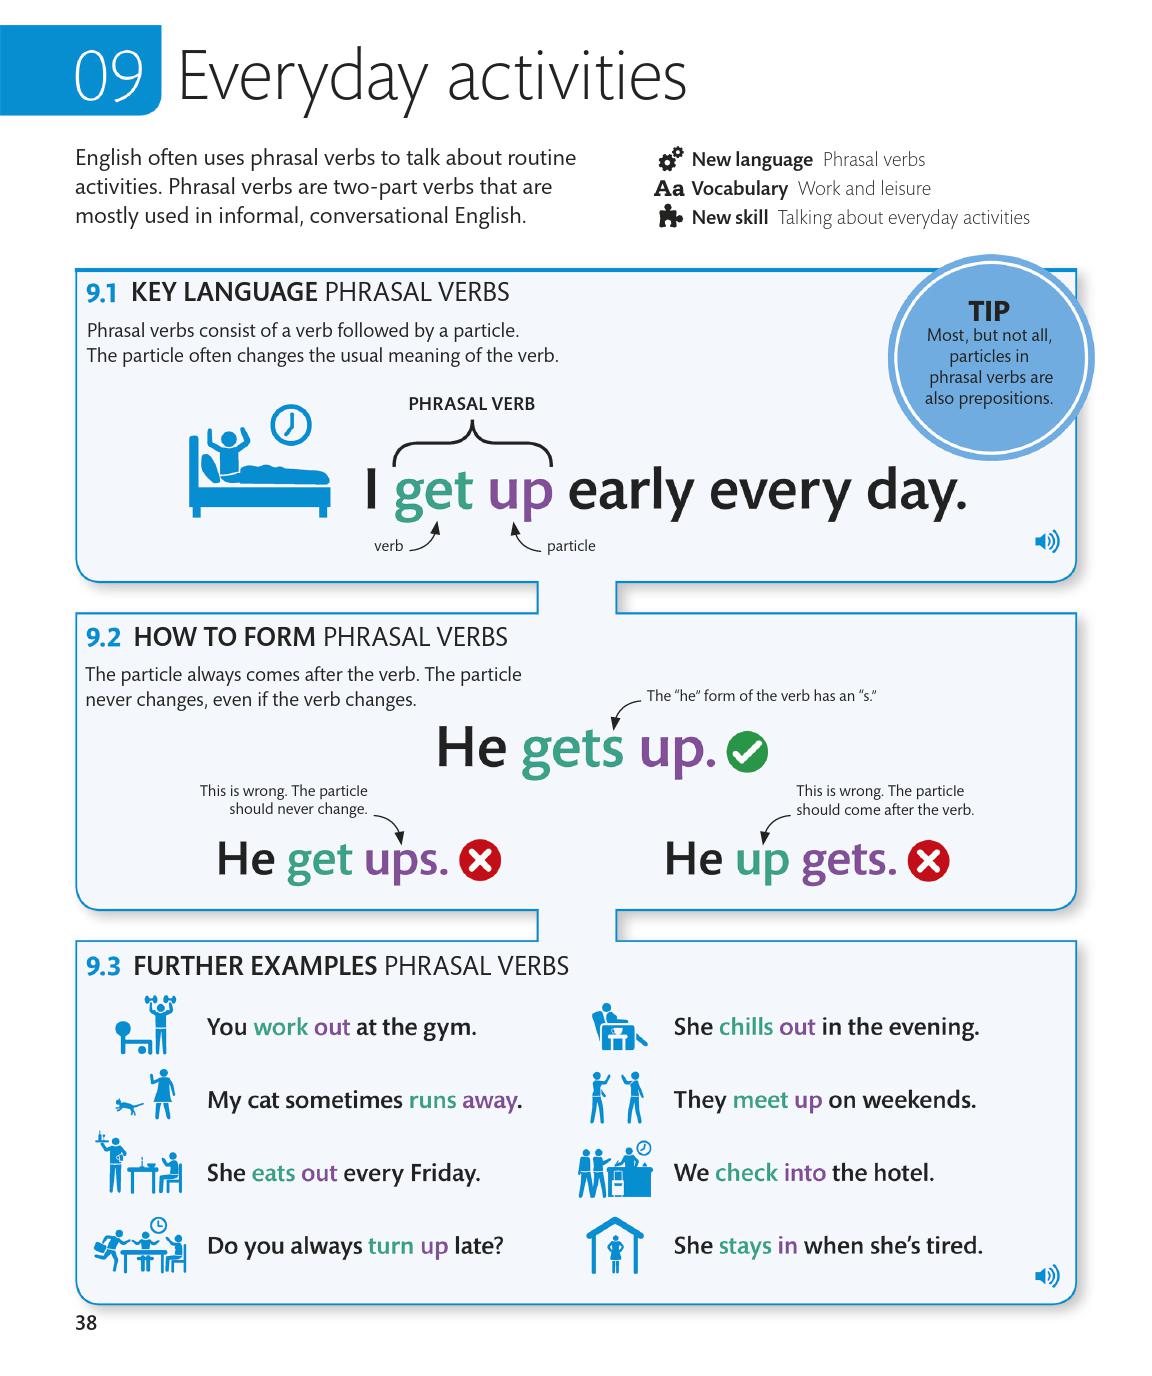 09 Everyday activities
English often uses phrasal verbs to talk about routine
activities. Phrasal verbs are two-part verbs that are
mostly used in informal, conversational English.
New language Phrasal verbs
Aa Vocabulary Work and leisure
New skill Talking about everyday activities
9.1 KEY LANGUAGE PHRASAL VERBS
Phrasal verbs consist of a verb followed by a particle.
The particle often changes the usual meaning of the verb.
TIP
Most, but not all,
particles in
phrasal verbs are
also prepositions.
PHRASAL VERB
I get up early every day.
verb
particle
9.2 HOW TO FORM PHRASAL VERBS
The particle always comes after the verb. The particle
never changes, even if the verb changes.
The “he” form of the verb has an “s.”
He gets up.
This is wrong. The particle
should never change.
He get ups.
This is wrong. The particle
should come after the verb.
He up gets.
9.3 FURTHER EXAMPLES PHRASAL VERBS
You work out at the gym.
My cat sometimes runs away.
She eats out every Friday.
Do you always turn up late?
She chills out in the evening.
They meet up on weekends.
We check into the hotel.
She stays in when she’s tired.
38